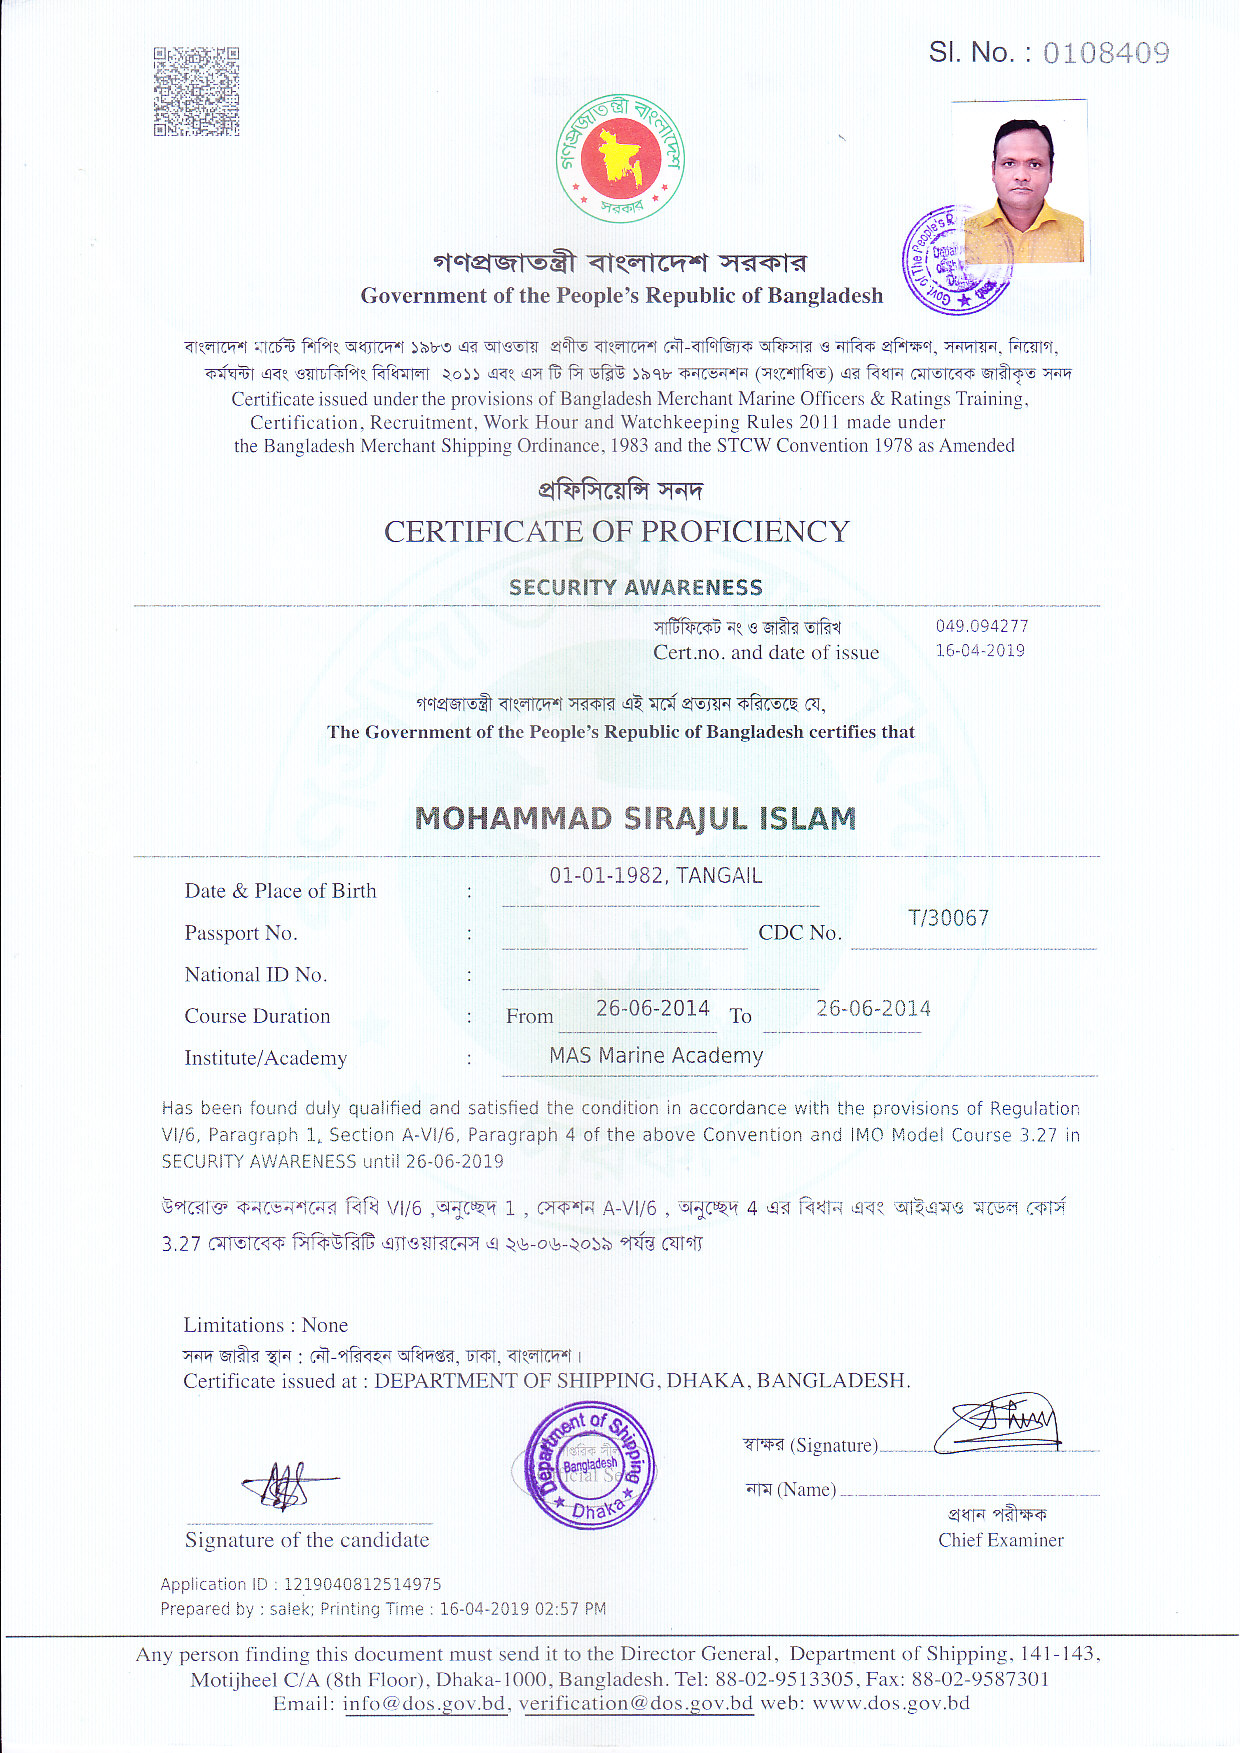 Sl. No. : 0108409
গণপ্রজাতন্ত্রী বাংলাদেশ
সরকার
Govt. of The People's
গণপ্রজাতন্ত্রী বাংলাদেশ সরকার
Government of the People's Republic of Bangladesh
বাংলাদেশ মার্চেন্ট শিপিং অধ্যাদেশ ১৯৮৩ এর আওতায় প্রণীত বাংলাদেশ নৌ-বাণিজ্যিক অফিসার ও নাবিক প্রশিক্ষণ, সনদায়ন, নিয়োগ,
কর্মঘন্টা এবং ওয়াচকিপিং বিধিমালা ২০১১ এবং এস টি সি ডব্লিউ ১৯৭৮ কনভেনশন (সংশোধিত) এর বিধান মোতাবেক জারীকৃত সনদ
Certificate issued under the provisions of Bangladesh Merchant Marine Officers & Ratings Training,
Certification, Recruitment, Work Hour and Watchkeeping Rules 2011 made under
the Bangladesh Merchant Shipping Ordinance, 1983 and the STCW Convention 1978 as Amended
প্রফিসিয়েন্সি সনদ
CERTIFICATE OF PROFICIENCY
SECURITY AWARENESS
সার্টিফিকেট নং ও জারীর তারিখ 049.094277
Cert.no. and date of issue 16-04-2019
গণপ্রজাতন্ত্রী বাংলাদেশ সরকার এই মর্মে প্রত্যয়ন করিতেছে যে,
The Government of the People's Republic of Bangladesh certifies that
MOHAMMAD SIRAJUL ISLAM
Date & Place of Birth : 01-01-1982, TANGAIL
Passport No. : CDC No. T/30067
National ID No. :
Course Duration : From 26-06-2014 To 26-06-2014
Institute/Academy : MAS Marine Academy
Has been found duly qualified and satisfied the condition in accordance with the provisions of Regulation
VI/6, Paragraph 1, Section A-VI/6, Paragraph 4 of the above Convention and IMO Model Course 3.27 in
SECURITY AWARENESS until 26-06-2019
উপরোক্ত কনভেনশনের বিধি VI/6 ,অনুচ্ছেদ 1 , সেকশন A-VI/6 , অনুচ্ছেদ 4 এর বিধান এবং আইএমও মডেল কোর্স
3.27 মোতাবেক সিকিউরিটি এ্যাওয়ারনেস এ ২৬-০৬-২০১৯ পর্যন্ত যোগ্য
Limitations : None
সনদ জারীর স্থান : নৌ-পরিবহন অধিদপ্তর, ঢাকা, বাংলাদেশ।
Certificate issued at : DEPARTMENT OF SHIPPING, DHAKA, BANGLADESH.
Department of Shipping
Bangladesh
Dhaka
স্বাক্ষর (Signature)
নাম (Name)
প্রধান পরীক্ষক
Signature of the candidate Chief Examiner
Application ID : 1219040812514975
Prepared by : salek; Printing Time : 16-04-2019 02:57 PM
Any person finding this document must send it to the Director General, Department of Shipping, 141-143,
Motijheel C/A (8th Floor), Dhaka-1000, Bangladesh. Tel: 88-02-9513305, Fax: 88-02-9587301
Email: info@dos.gov.bd, verification@dos.gov.bd web: www.dos.gov.bd